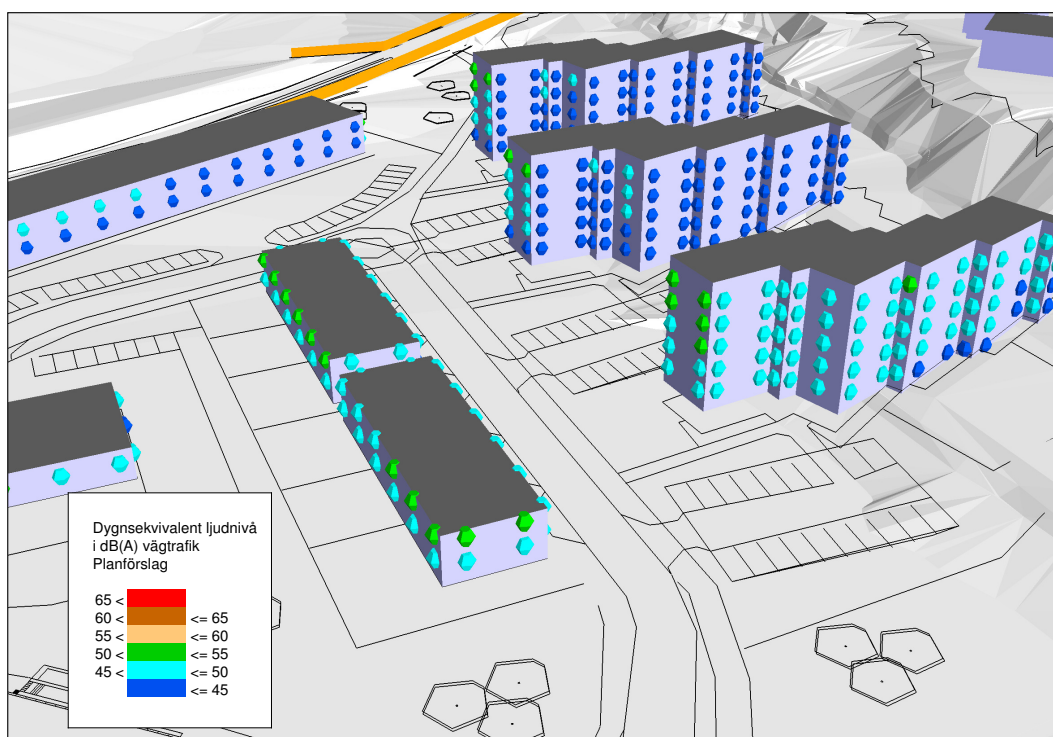 Dygnsekvivalent ljudnivå
i dB(A) vägtrafik
Planförslag
65 <
60 < <= 65
55 < <= 60
50 < <= 55
45 < <= 50
<= 45